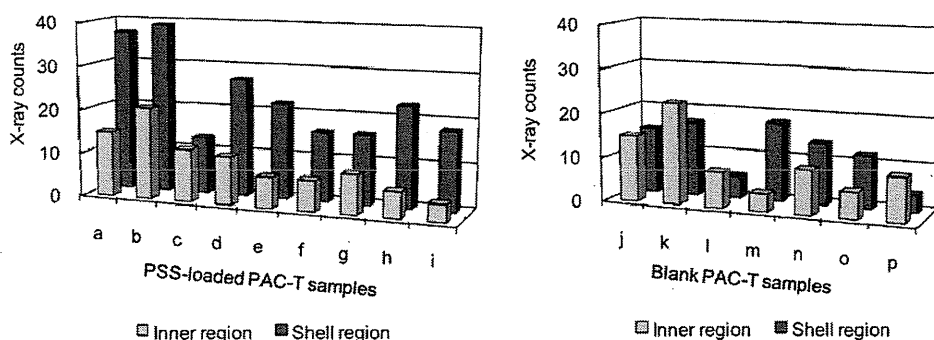 X-ray counts
40
30
20
10
0
a b c d e f g h i
PSS-loaded PAC-T samples
Inner region Shell region
X-ray counts
40
30
20
10
0
j k l m n o p
Blank PAC-T samples
Inner region Shell region